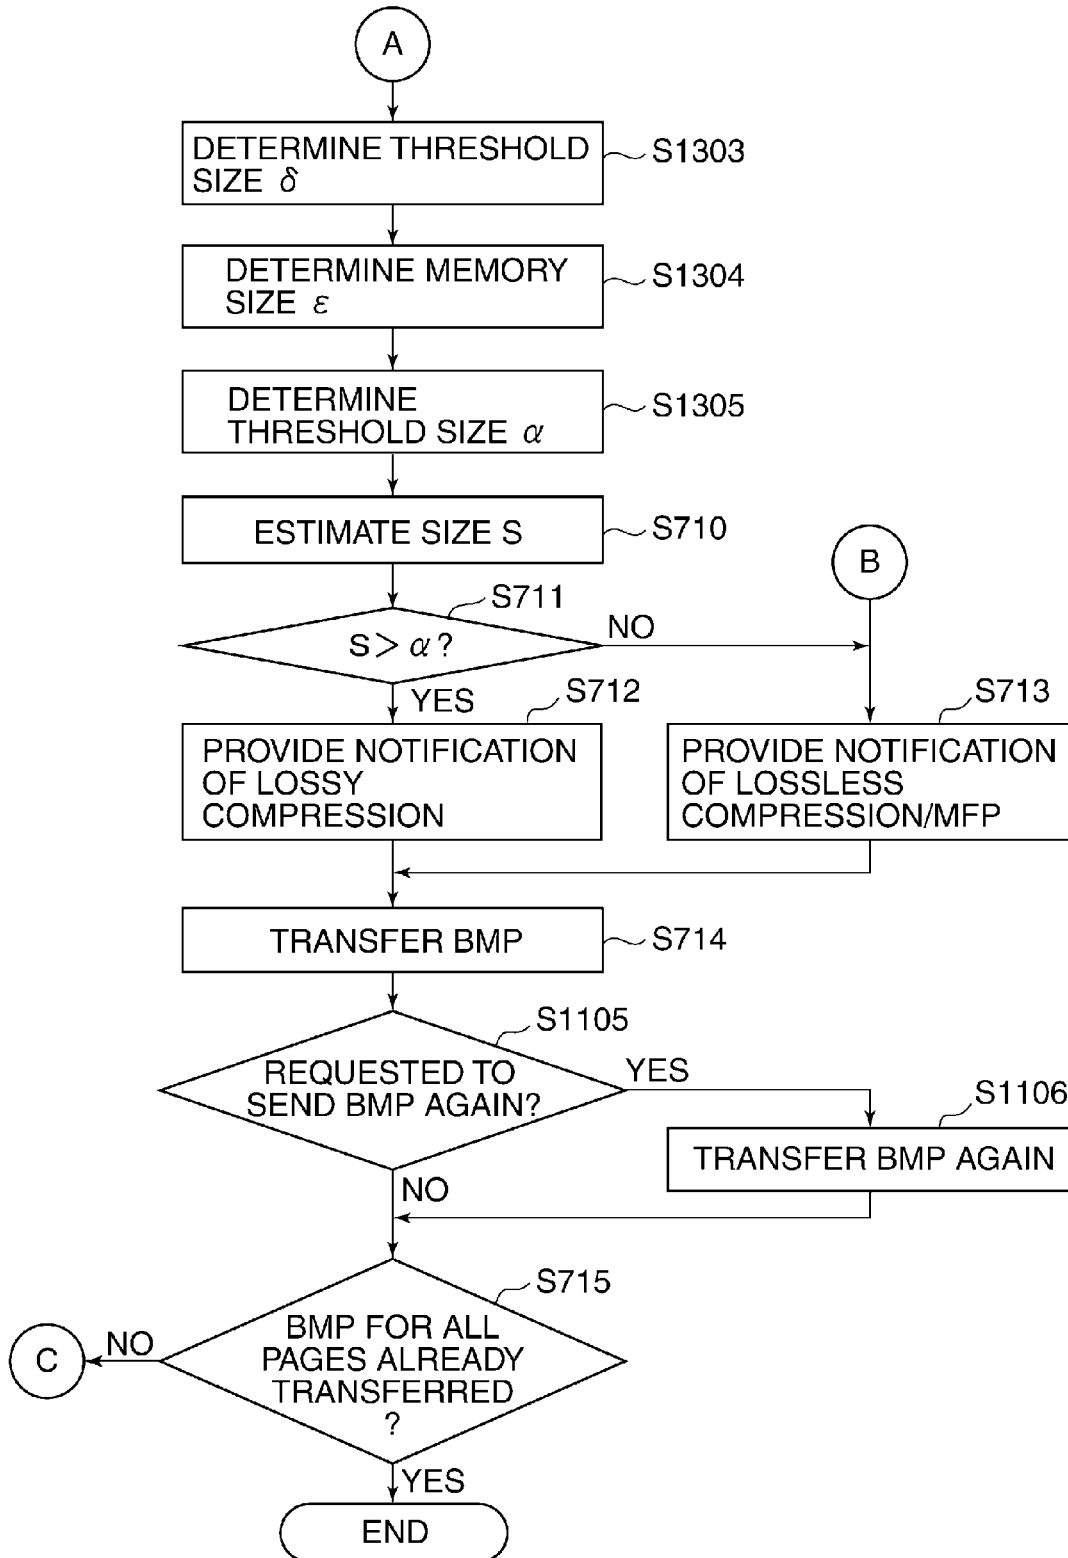 A
DETERMINE THRESHOLD
SIZE δ
S1303
DETERMINE MEMORY
SIZE ε
S1304
DETERMINE
THRESHOLD SIZE α
S1305
ESTIMATE SIZE S
S710
B
S711
S > α ?
NO
YES
S712
PROVIDE NOTIFICATION
OF LOSSY
COMPRESSION
S713
PROVIDE NOTIFICATION
OF LOSSLESS
COMPRESSION/MFP
TRANSFER BMP
S714
S1105
REQUESTED TO
SEND BMP AGAIN?
YES
NO
S1106
TRANSFER BMP AGAIN
S715
BMP FOR ALL
PAGES ALREADY
TRANSFERRED
?
NO
C
YES
END